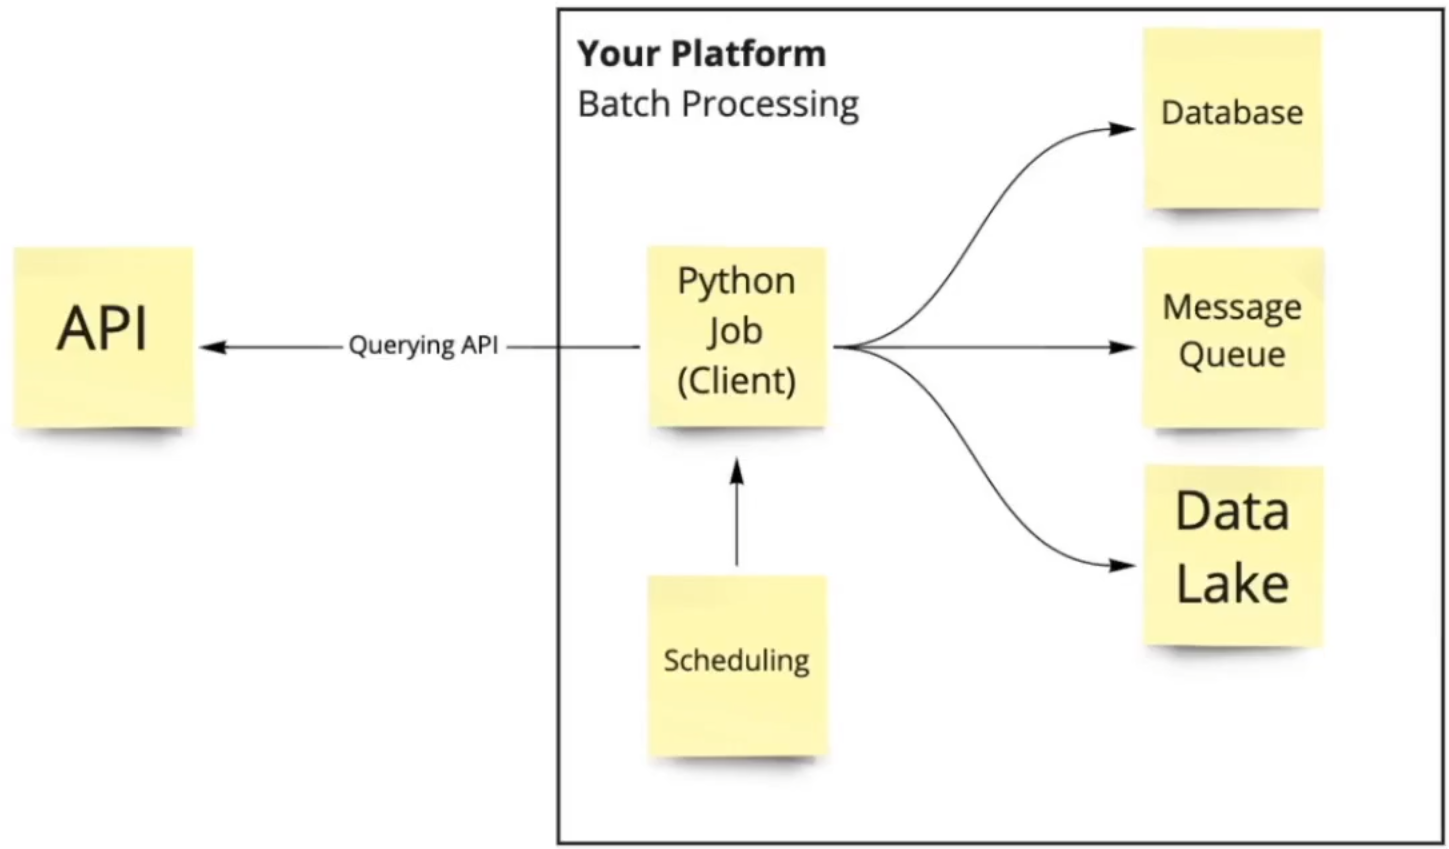 Your Platform
Batch Processing
API
Querying API
Python
Job
(Client)
Scheduling
Database
Message
Queue
Data
Lake